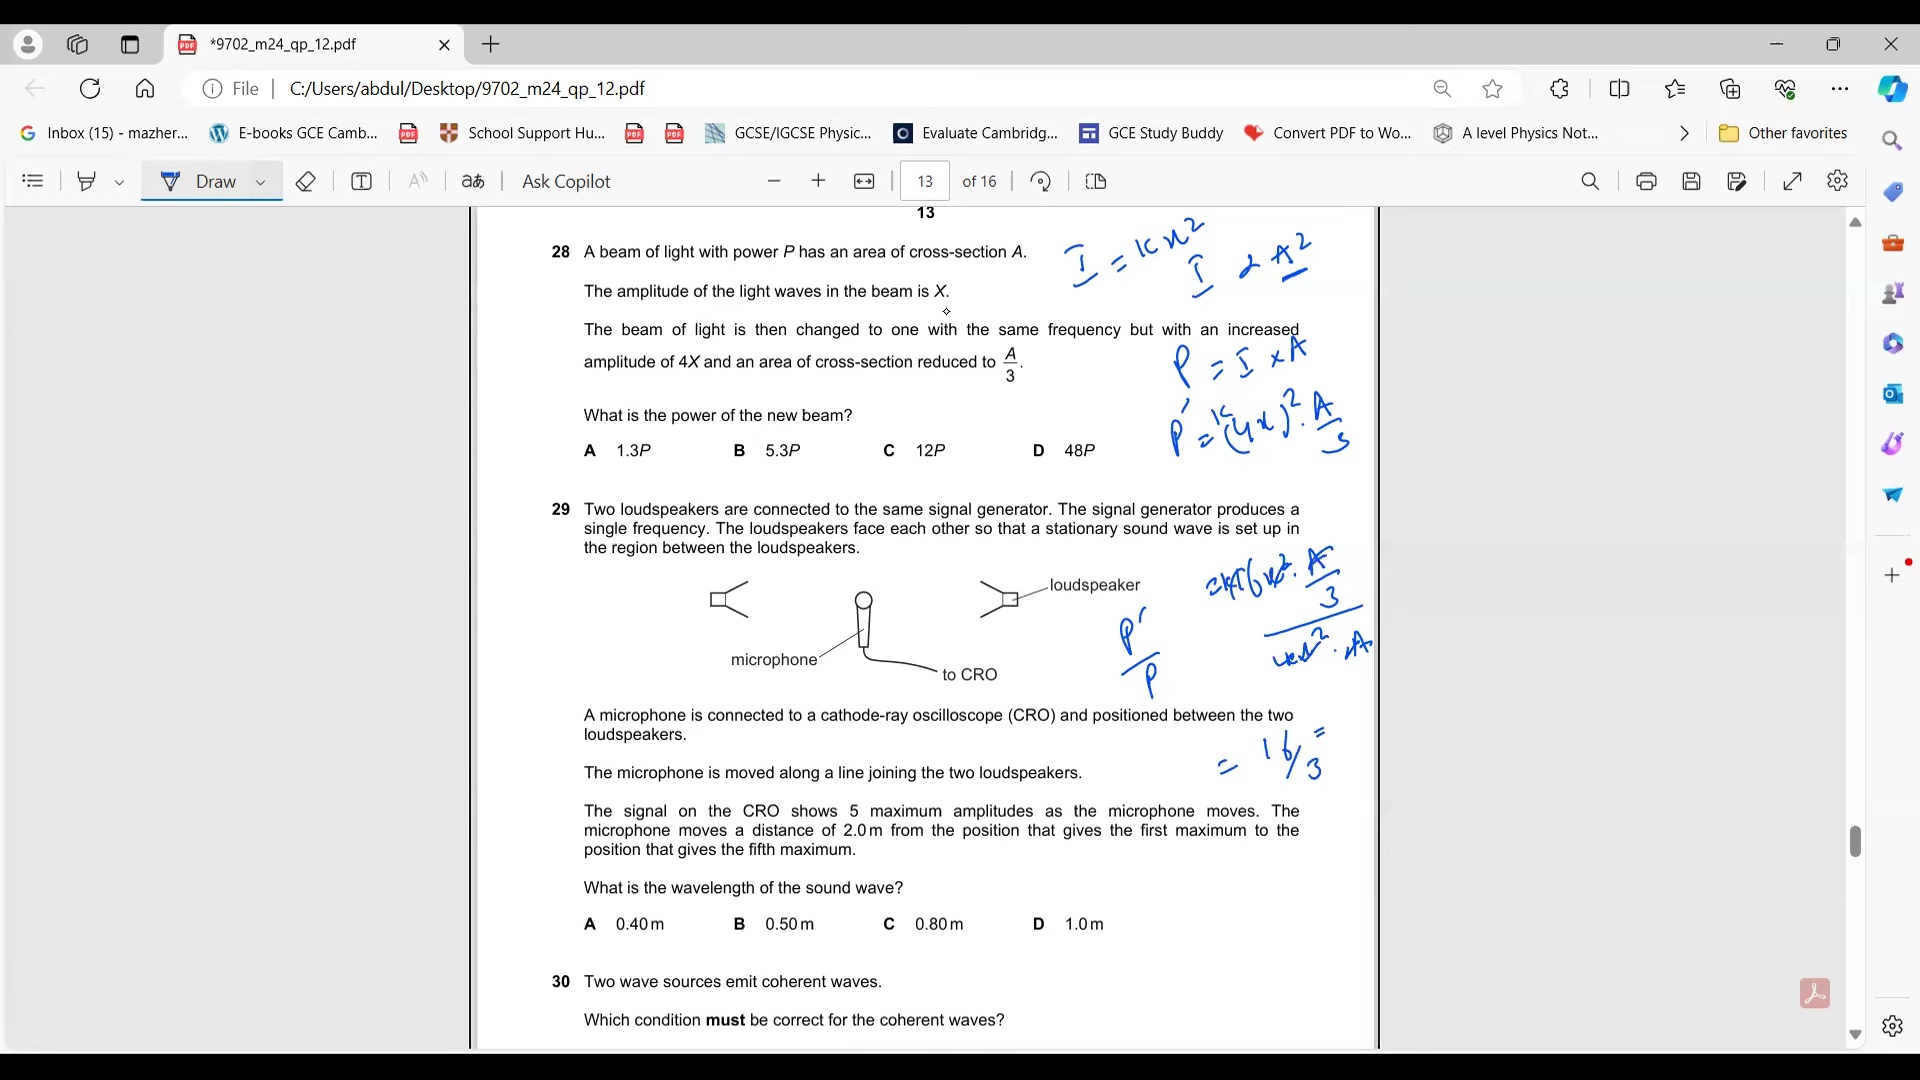 *9702_m24_qp_12.pdf
File C:/Users/abdul/Desktop/9702_m24_qp_12.pdf
Inbox (15) - mazher... E-books GCE Camb... School Support Hu... GCSE/IGCSE Physic... Evaluate Cambridg... GCE Study Buddy Convert PDF to Wo... A level Physics Not... Other favorites
Draw Ask Copilot 13 of 16
13
28 A beam of light with power P has an area of cross-section A.
I = kx²
I ∝ A²
The amplitude of the light waves in the beam is X.
The beam of light is then changed to one with the same frequency but with an increased
amplitude of 4X and an area of cross-section reduced to A/3.
P = I × A
What is the power of the new beam?
P' = k(4x)². A/3
A 1.3P B 5.3P C 12P D 48P
29 Two loudspeakers are connected to the same signal generator. The signal generator produces a
single frequency. The loudspeakers face each other so that a stationary sound wave is set up in
the region between the loudspeakers.
loudspeaker
microphone
to CRO
P'/P
A microphone is connected to a cathode-ray oscilloscope (CRO) and positioned between the two
loudspeakers.
= 16/3 =
The microphone is moved along a line joining the two loudspeakers.
The signal on the CRO shows 5 maximum amplitudes as the microphone moves. The
microphone moves a distance of 2.0 m from the position that gives the first maximum to the
position that gives the fifth maximum.
What is the wavelength of the sound wave?
A 0.40 m B 0.50 m C 0.80 m D 1.0 m
30 Two wave sources emit coherent waves.
Which condition must be correct for the coherent waves?